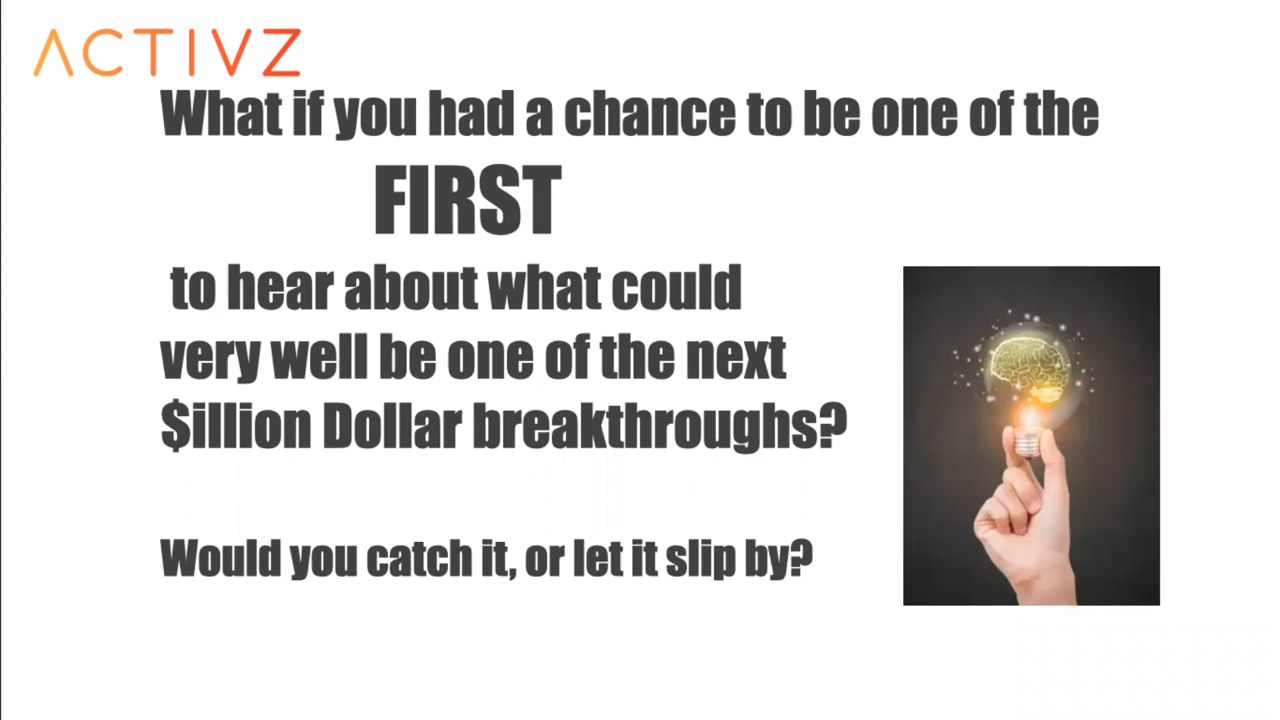 ACTIVZ
What if you had a chance to be one of the
FIRST
to hear about what could
very well be one of the next
$illion Dollar breakthroughs?
Would you catch it, or let it slip by?